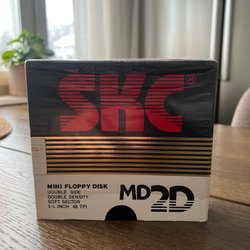 SKC®
MINI FLOPPY DISK
DOUBLE SIDE
DOUBLE DENSITY
SOFT SECTOR
5¼ INCH 48 TPI
MD2D